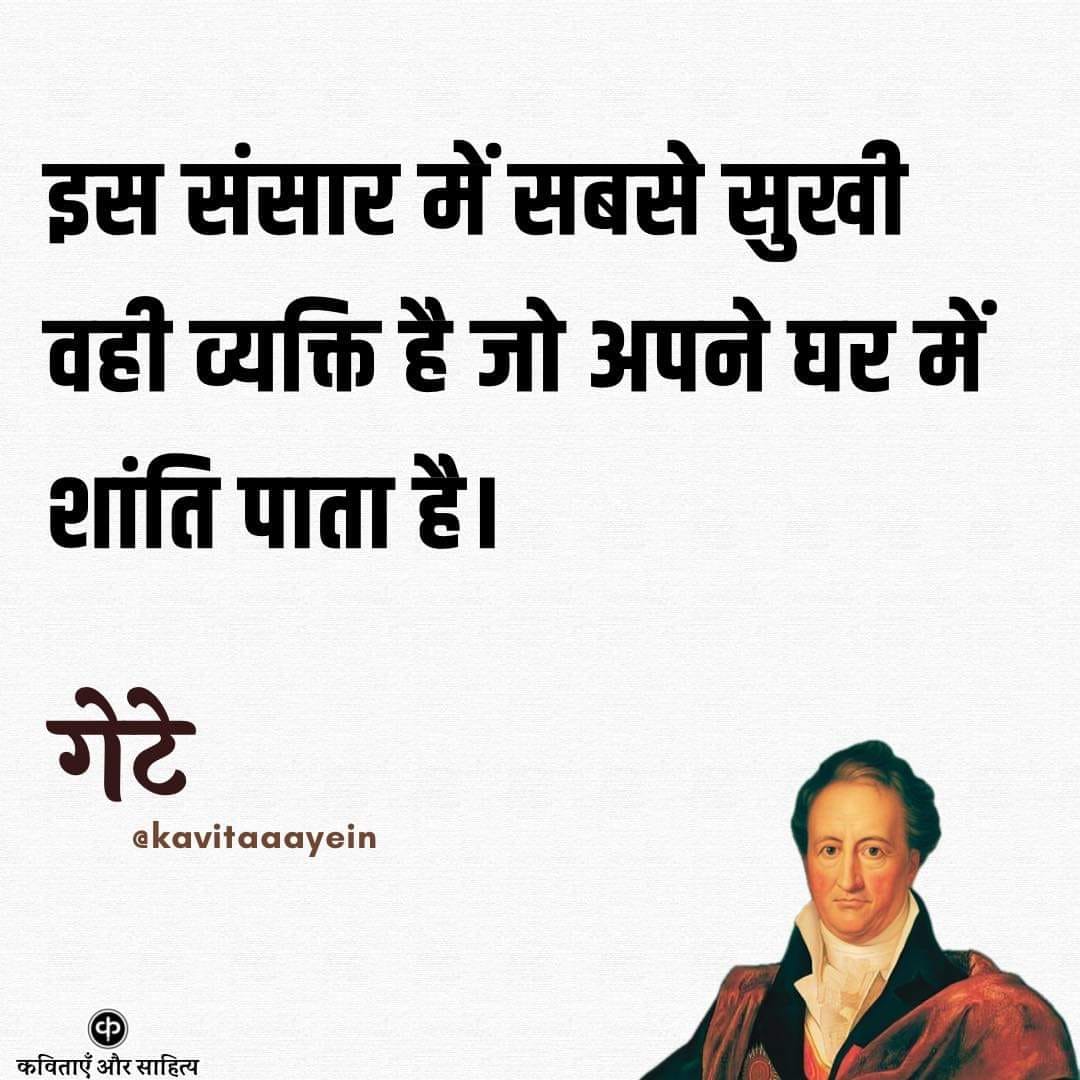 इस संसार में सबसे सुखी
वही व्यक्ति है जो अपने घर में
शांति पाता है।
गेटे
@kavitaaayein
कविताएँ और साहित्य